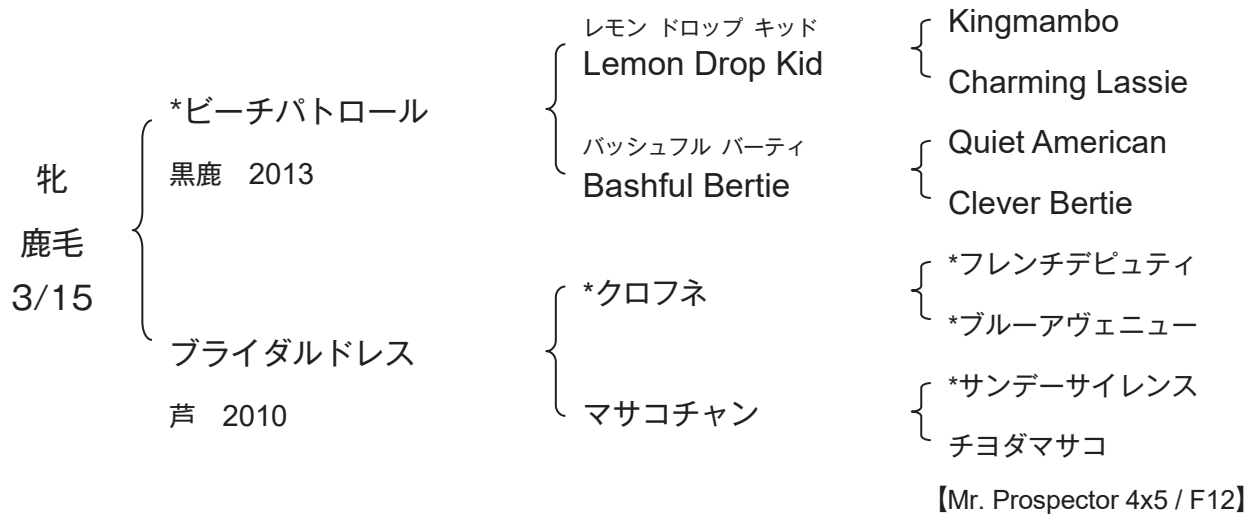 牝
鹿毛
3/15
*ビーチパトロール
黒鹿　2013
ブライダルドレス
芦　2010
レモン ドロップ キッド
Lemon Drop Kid
バッシュフル バーティ
Bashful Bertie
*クロフネ
マサコチャン
Kingmambo
Charming Lassie
Quiet American
Clever Bertie
*フレンチデピュティ
*ブルーアヴェニュー
*サンデーサイレンス
チヨダマサコ
【Mr. Prospector 4x5 / F12】